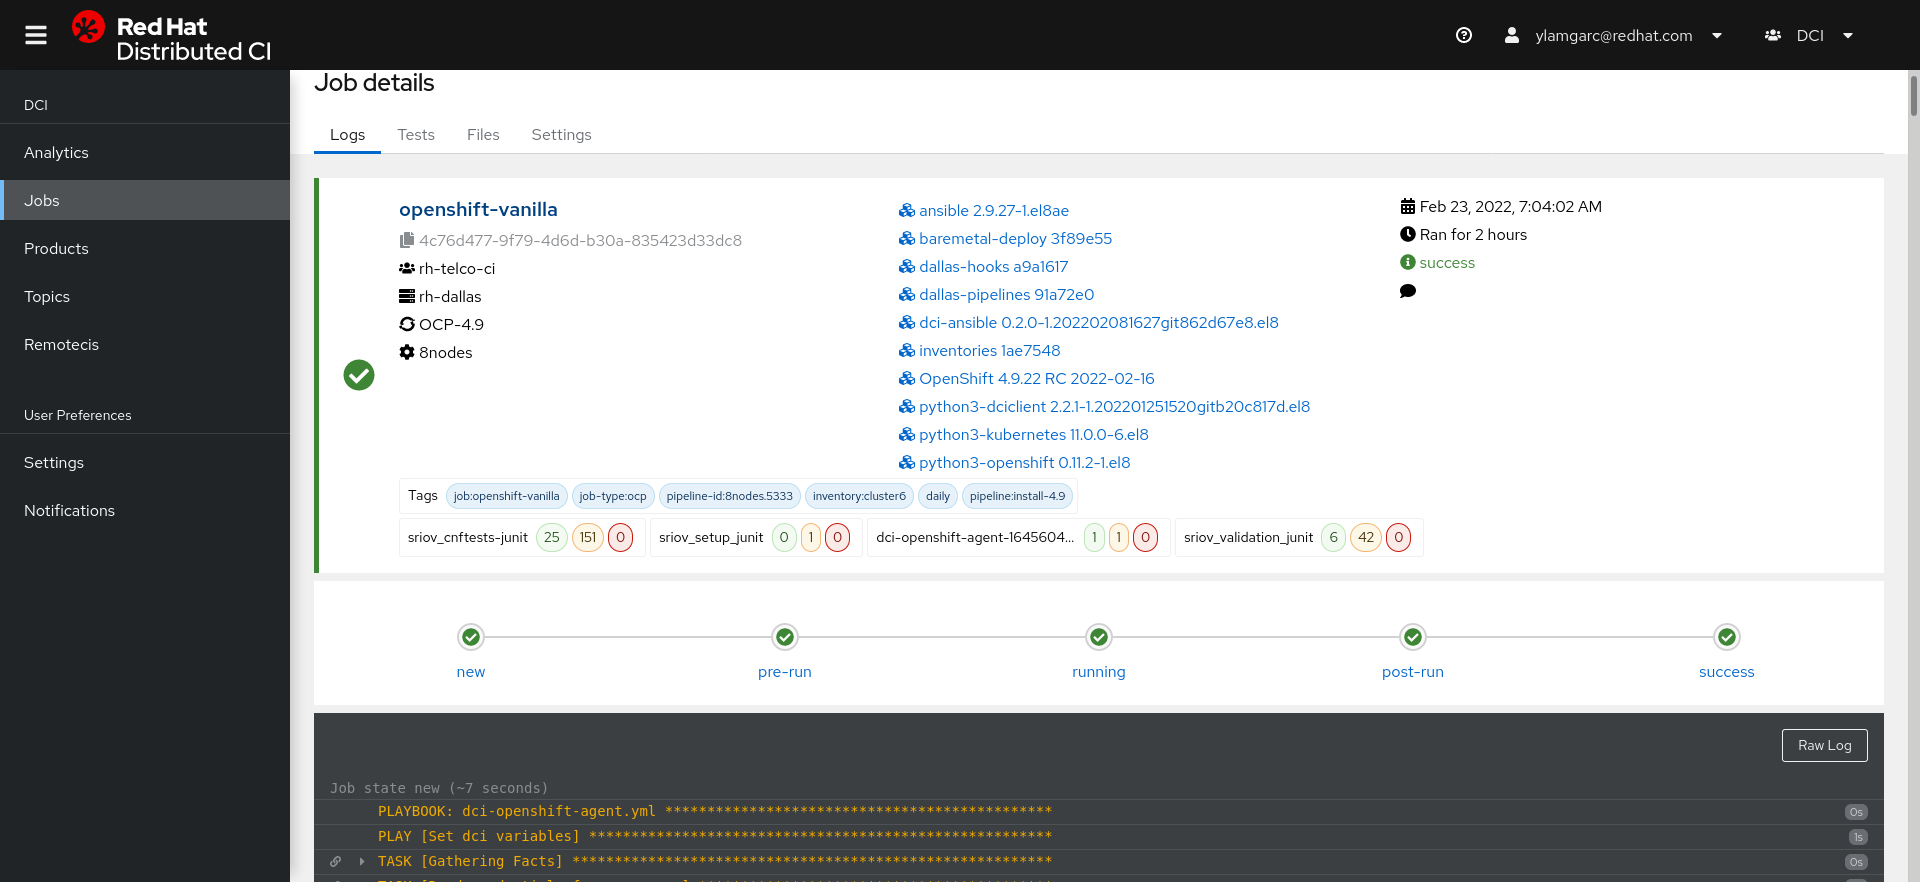 Red Hat
Distributed CI
ylamgarc@redhat.com
DCI
DCI
Analytics
Jobs
Products
Topics
Remotecis
User Preferences
Settings
Notifications
Job details
Logs Tests Files Settings
openshift-vanilla
4c76d477-9f79-4d6d-b30a-835423d33dc8
rh-telco-ci
rh-dallas
OCP-4.9
8nodes
ansible 2.9.27-1.el8ae
baremetal-deploy 3f89e55
dallas-hooks a9a1617
dallas-pipelines 91a72e0
dci-ansible 0.2.0-1.202202081627git862d67e8.el8
inventories 1ae7548
OpenShift 4.9.22 RC 2022-02-16
python3-dciclient 2.2.1-1.202201251520gitb20c817d.el8
python3-kubernetes 11.0.0-6.el8
python3-openshift 0.11.2-1.el8
Feb 23, 2022, 7:04:02 AM
Ran for 2 hours
success
Tags job:openshift-vanilla job-type:ocp pipeline-id:8nodes.5333 inventory:cluster6 daily pipeline:install-4.9
sriov_cnftests-junit 25 151 0 sriov_setup_junit 0 1 0 dci-openshift-agent-1645604... 1 1 0 sriov_validation_junit 6 42 0
new pre-run running post-run success
Raw Log
Job state new (~7 seconds)
PLAYBOOK: dci-openshift-agent.yml ********************************************** 0s
PLAY [Set dci variables] ******************************************************* 1s
TASK [Gathering Facts] ********************************************************* 0s